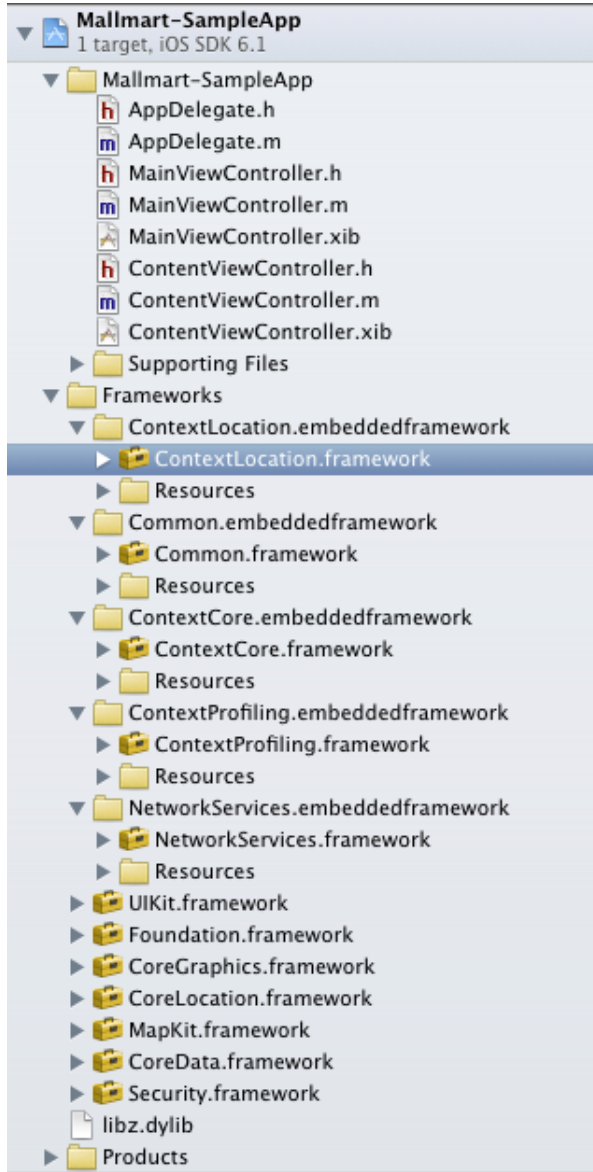 Mallmart-SampleApp
1 target, iOS SDK 6.1
Mallmart-SampleApp
h AppDelegate.h
m AppDelegate.m
h MainViewController.h
m MainViewController.m
MainViewController.xib
h ContentViewController.h
m ContentViewController.m
ContentViewController.xib
Supporting Files
Frameworks
ContextLocation.embeddedframework
ContextLocation.framework
Resources
Common.embeddedframework
Common.framework
Resources
ContextCore.embeddedframework
ContextCore.framework
Resources
ContextProfiling.embeddedframework
ContextProfiling.framework
Resources
NetworkServices.embeddedframework
NetworkServices.framework
Resources
UIKit.framework
Foundation.framework
CoreGraphics.framework
CoreLocation.framework
MapKit.framework
CoreData.framework
Security.framework
libz.dylib
Products